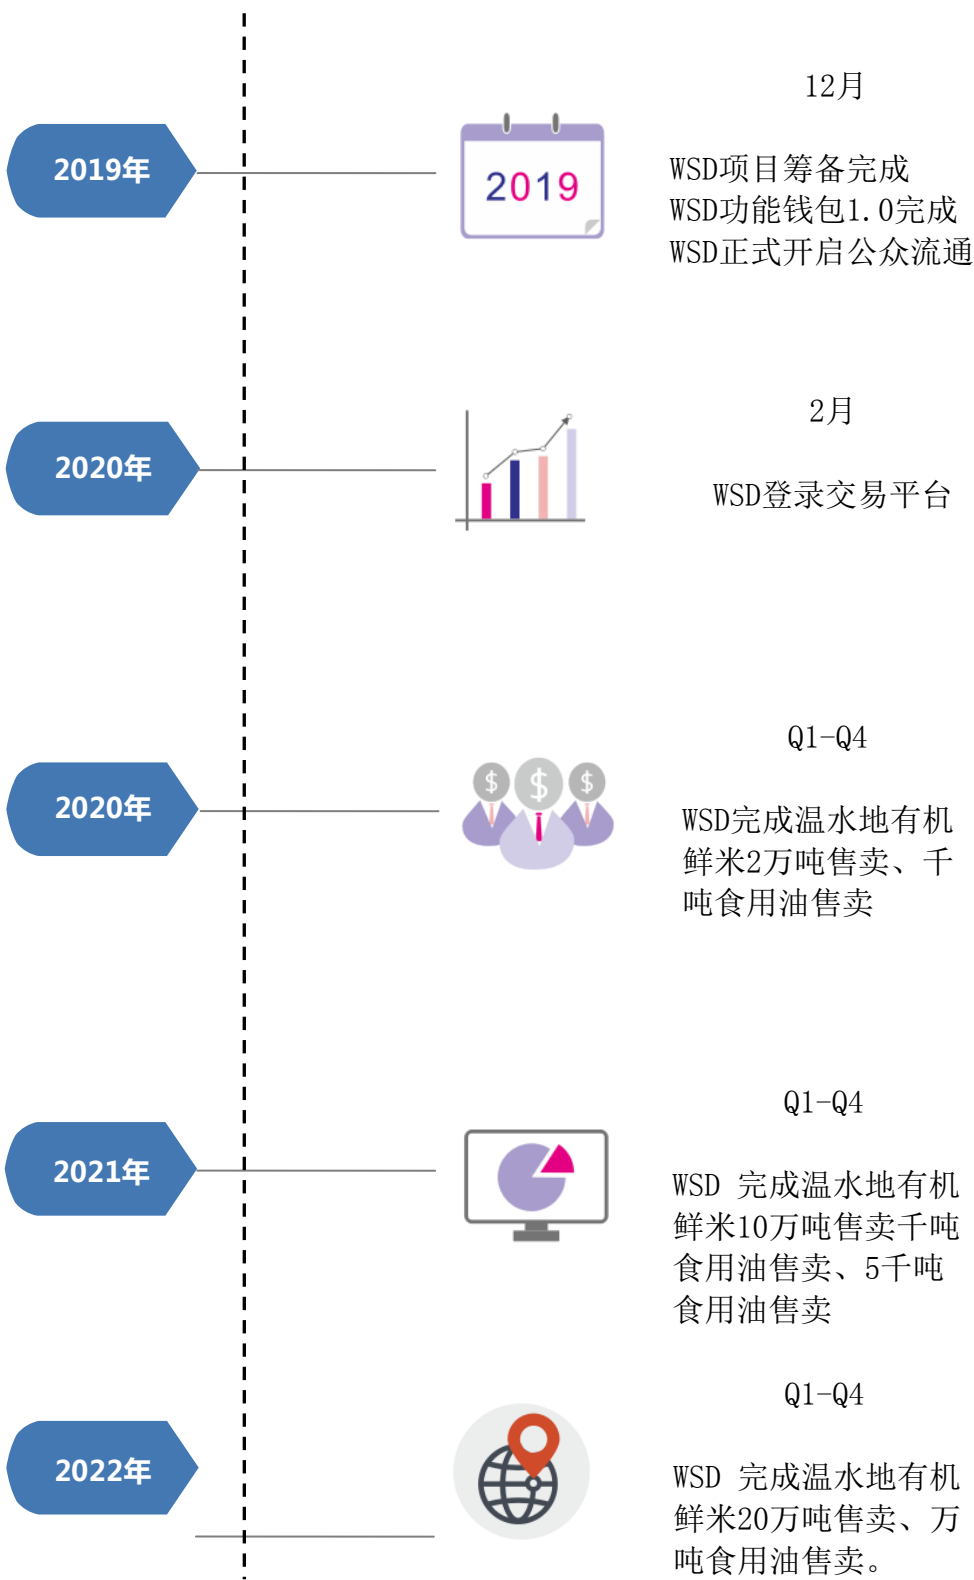 12月
2019年
2019
WSD项目筹备完成
WSD功能钱包1.0完成
WSD正式开启公众流通
2月
2020年
WSD登录交易平台
Q1-Q4
2020年
$ $ $
WSD完成温水地有机
鲜米2万吨售卖、千
吨食用油售卖
Q1-Q4
2021年
WSD 完成温水地有机
鲜米10万吨售卖千吨
食用油售卖、5千吨
食用油售卖
Q1-Q4
2022年
WSD 完成温水地有机
鲜米20万吨售卖、万
吨食用油售卖。